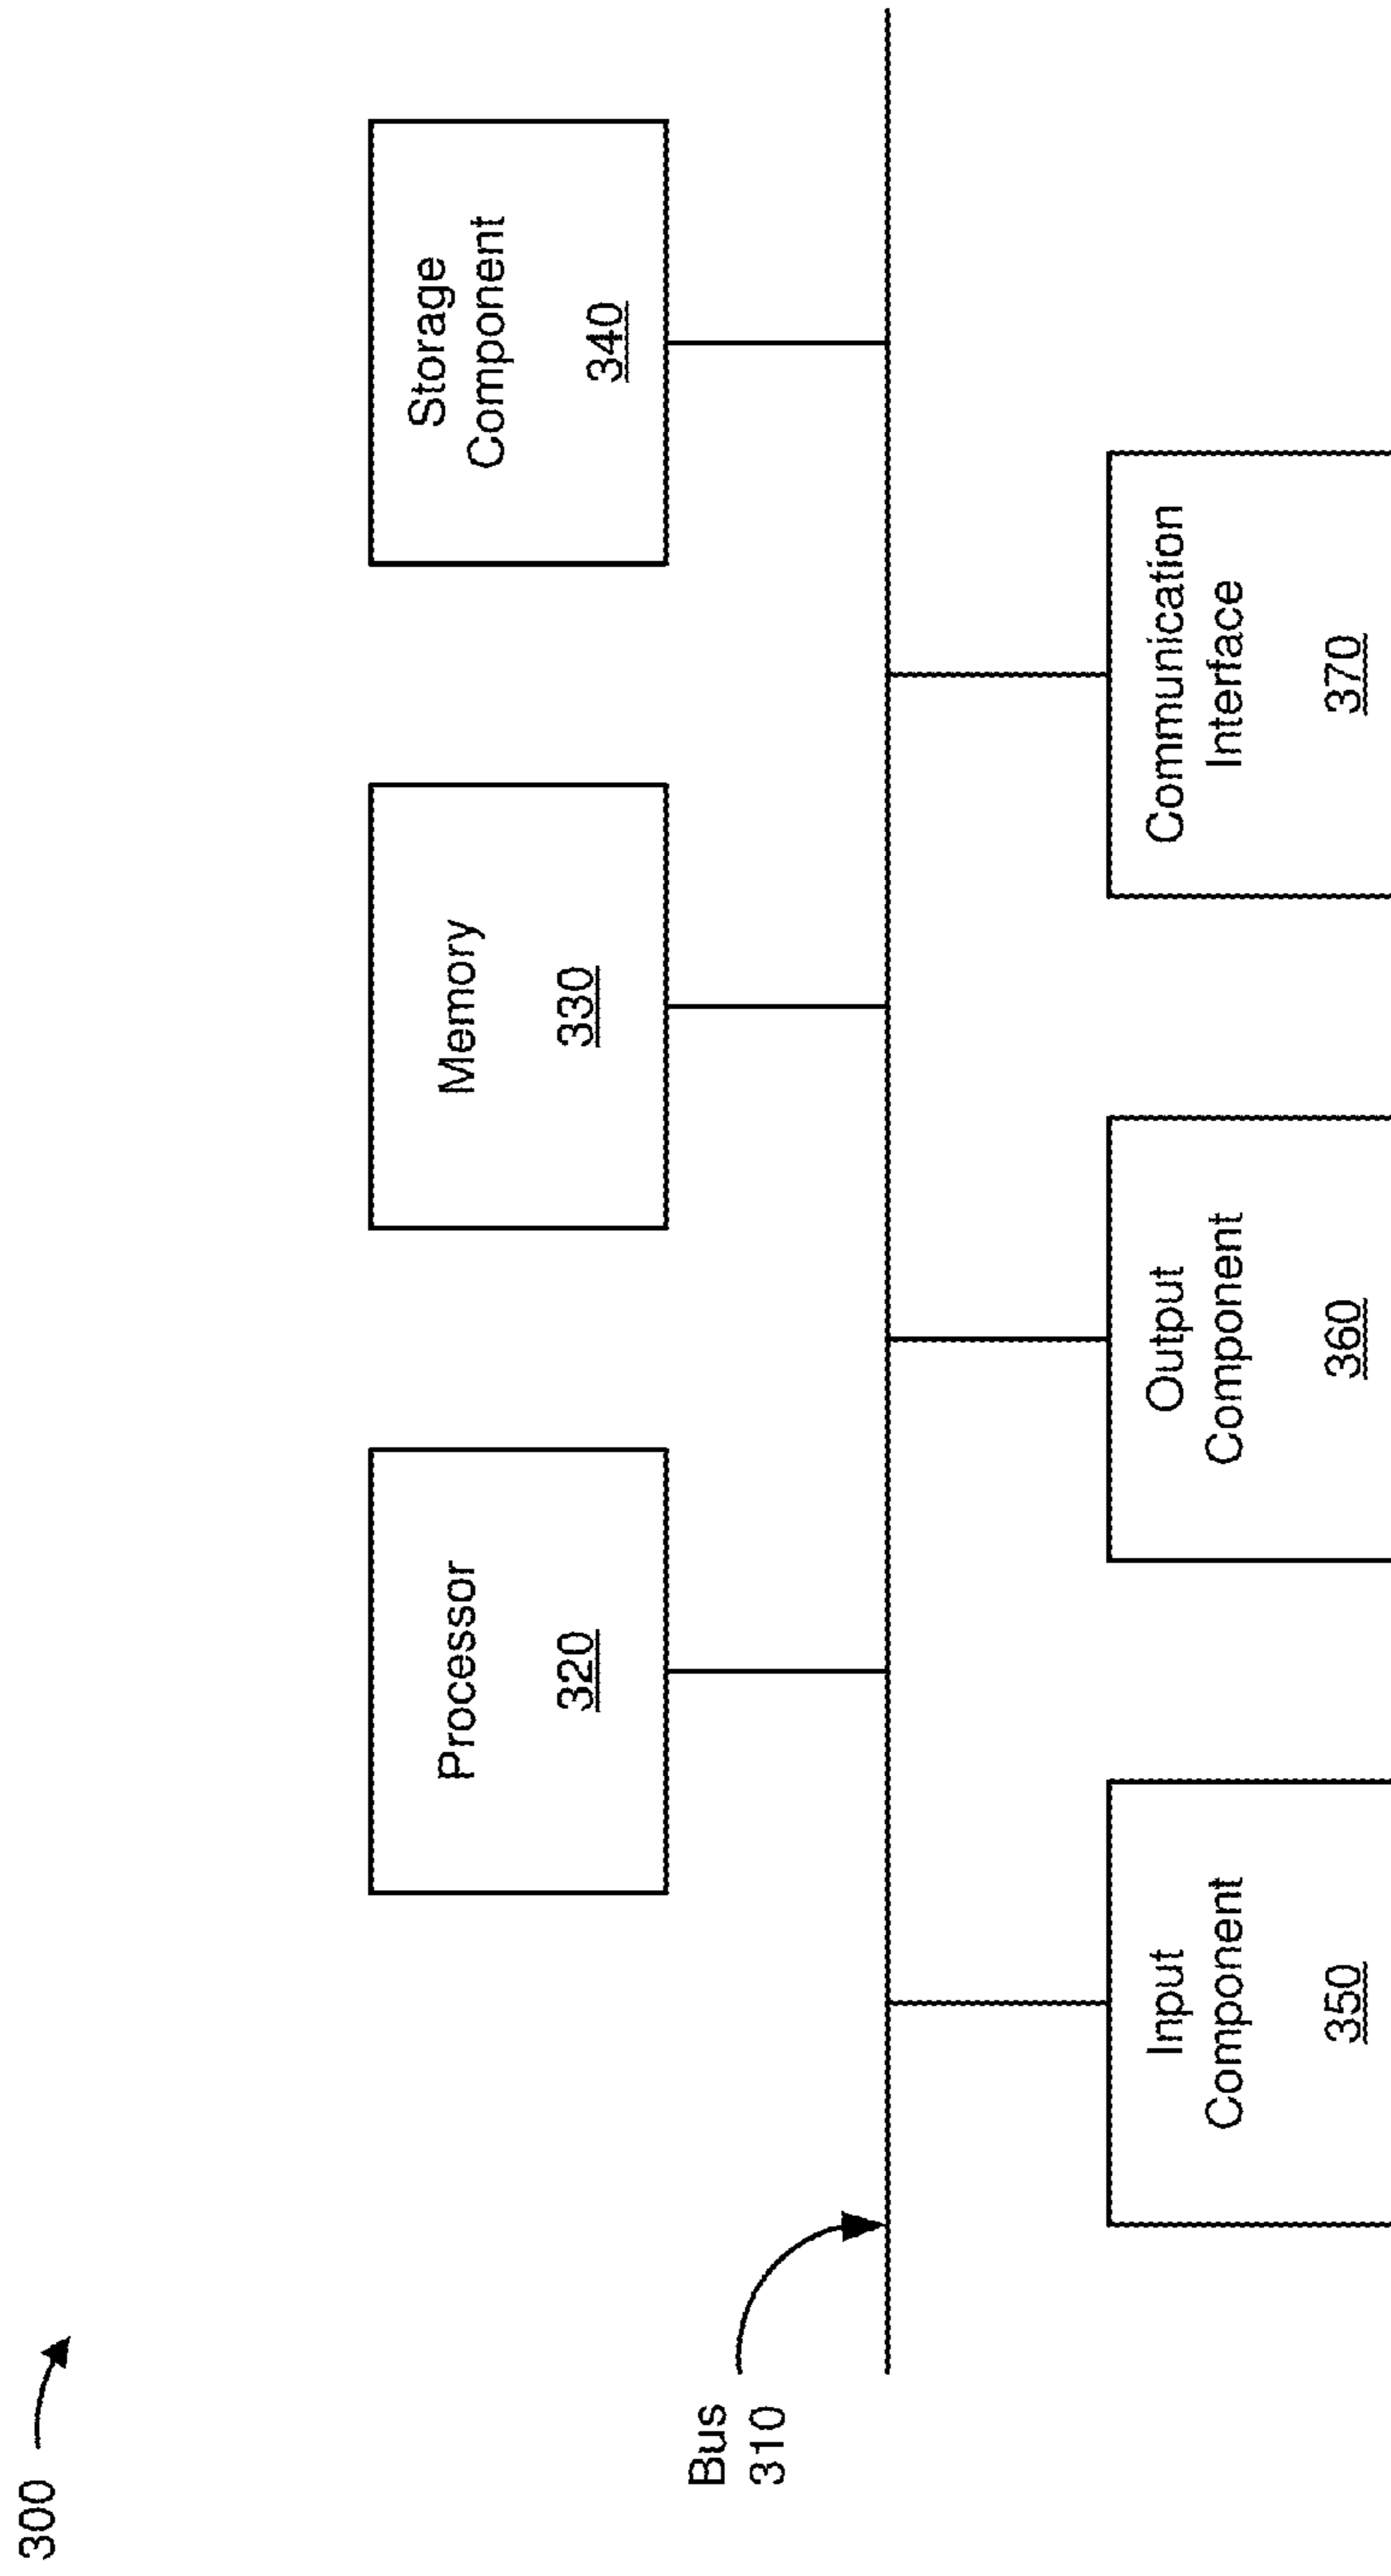 300
Processor
320
Memory
330
Storage
Component
340
Bus
310
Input
Component
350
Output
Component
360
Communication
Interface
370